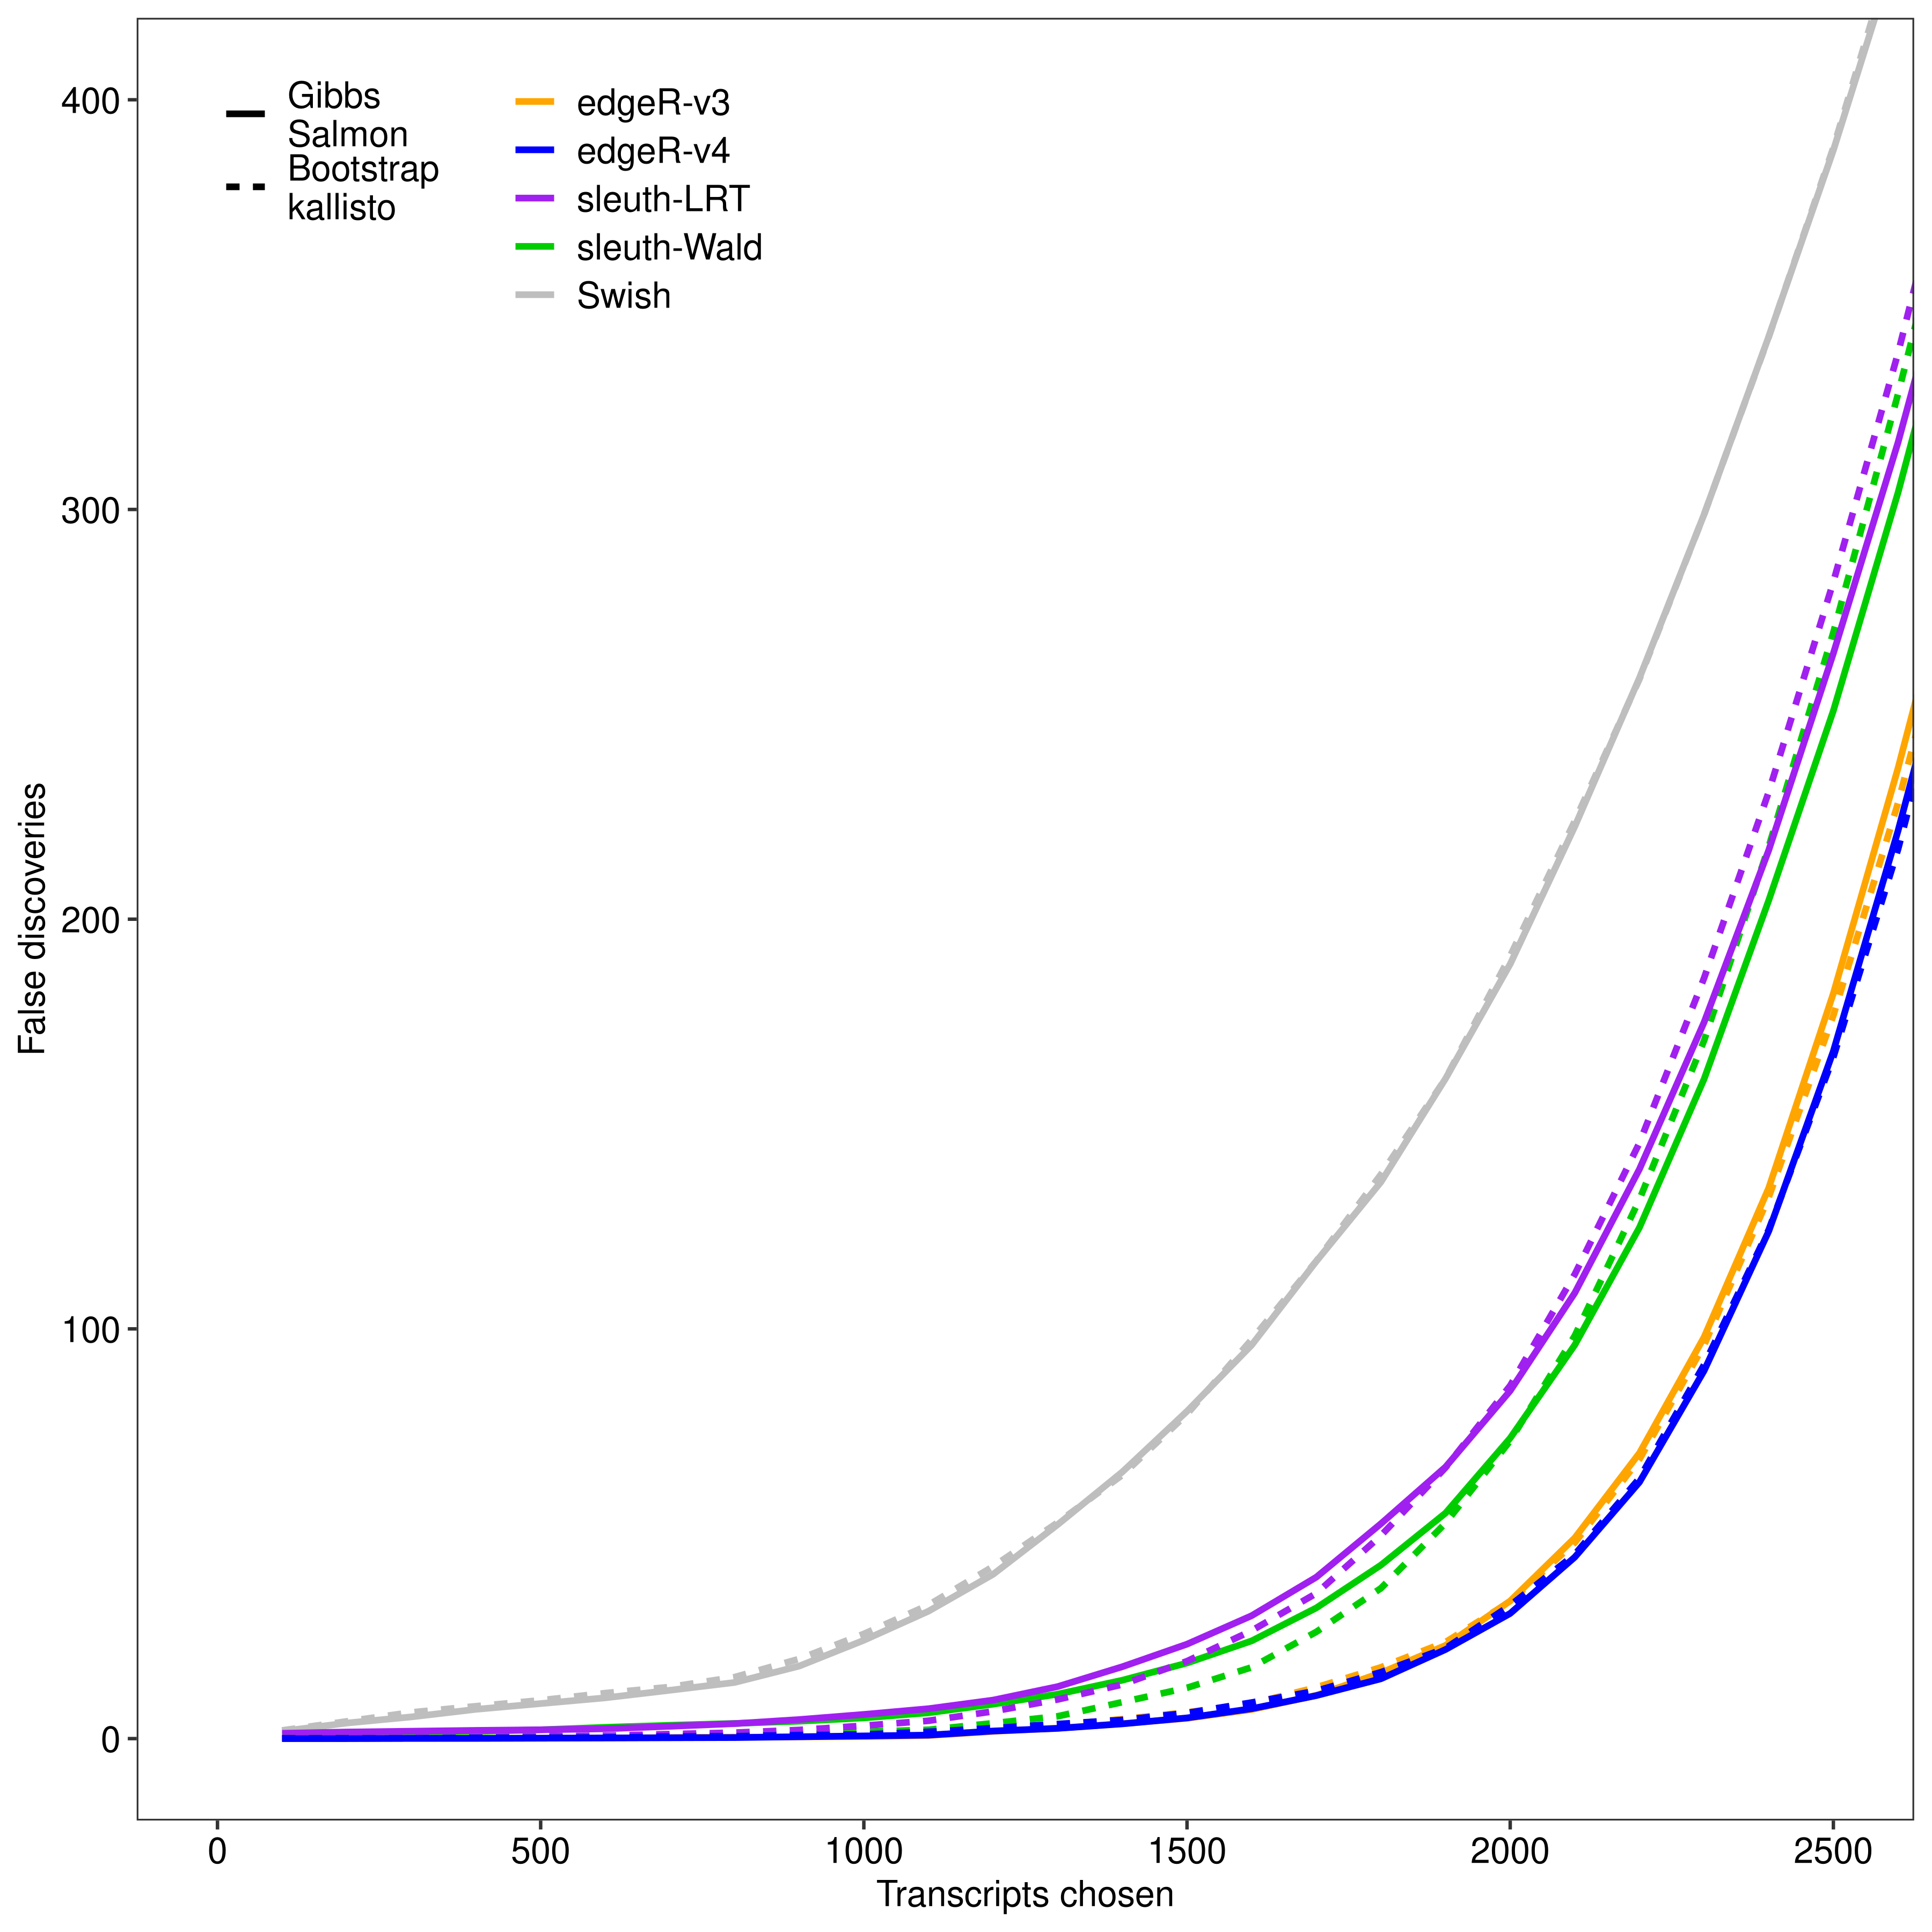 Gibbs
Salmon
Bootstrap
kallisto
edgeR-v3
edgeR-v4
sleuth-LRT
sleuth-Wald
Swish
False discoveries
400
300
200
100
0
0 500 1000 1500 2000 2500
Transcripts chosen